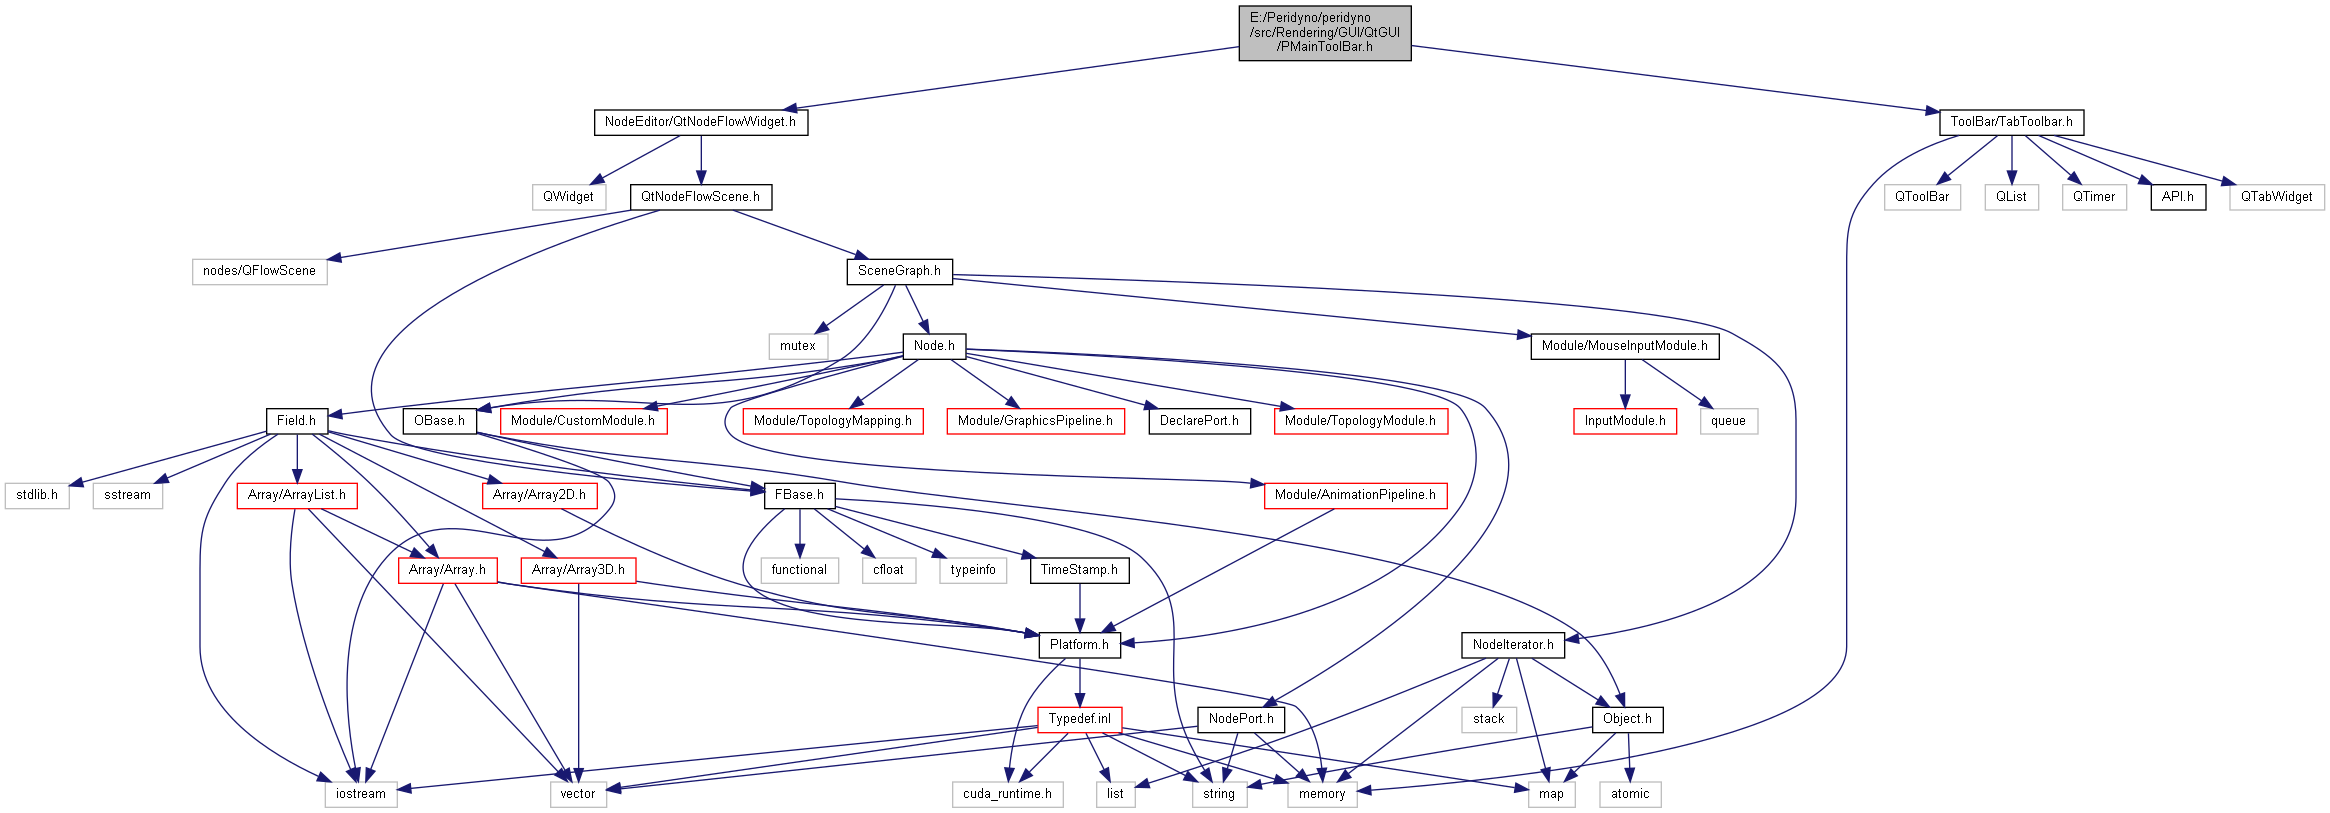 E:/Peridyno/peridyno
/src/Rendering/GUI/QtGUI
/PMainToolBar.h
NodeEditor/QtNodeFlowWidget.h
ToolBar/TabToolbar.h
QWidget
QtNodeFlowScene.h
QToolBar
QList
QTimer
API.h
QTabWidget
nodes/QFlowScene
SceneGraph.h
mutex
Node.h
Module/MouseInputModule.h
Field.h
OBase.h
Module/CustomModule.h
Module/TopologyMapping.h
Module/GraphicsPipeline.h
DeclarePort.h
Module/TopologyModule.h
InputModule.h
queue
stdlib.h
sstream
Array/ArrayList.h
Array/Array2D.h
FBase.h
Module/AnimationPipeline.h
Array/Array.h
Array/Array3D.h
functional
cfloat
typeinfo
TimeStamp.h
Platform.h
NodeIterator.h
Typedef.inl
NodePort.h
stack
Object.h
iostream
vector
cuda_runtime.h
list
string
memory
map
atomic